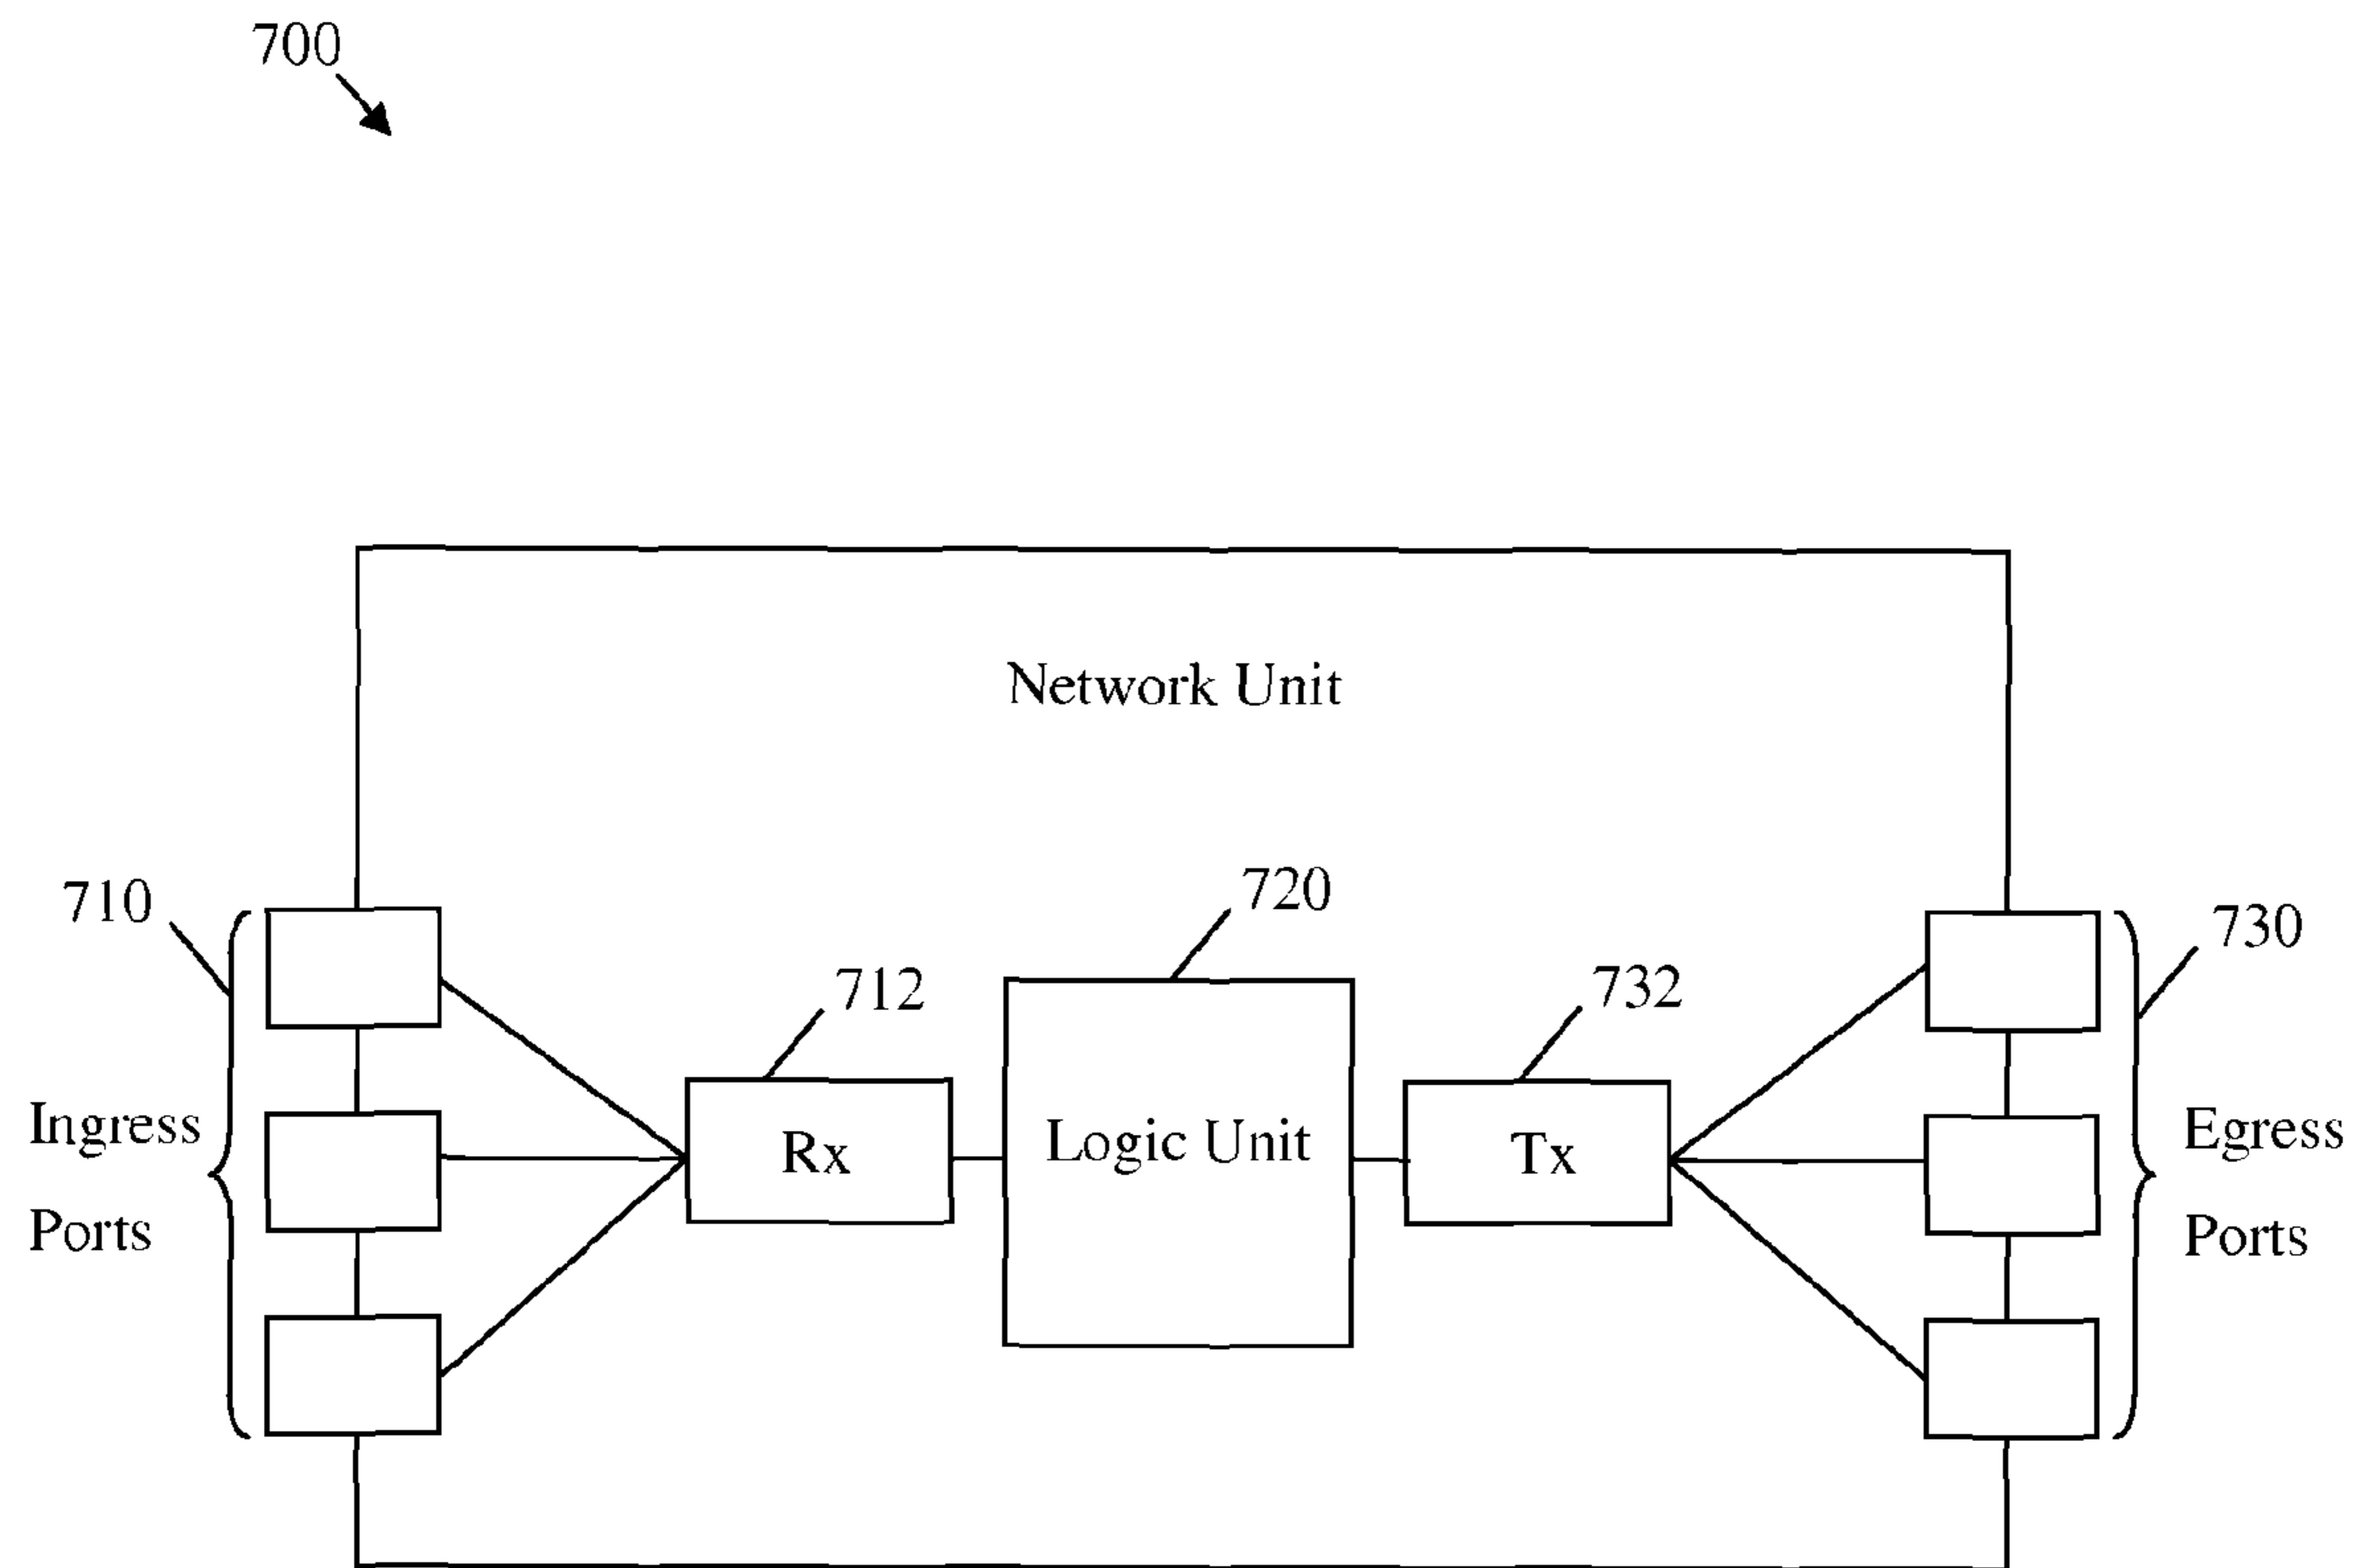 700
Network Unit
710
720
730
712
732
Ingress
Ports
Rx
Logic Unit
Tx
Egress
Ports